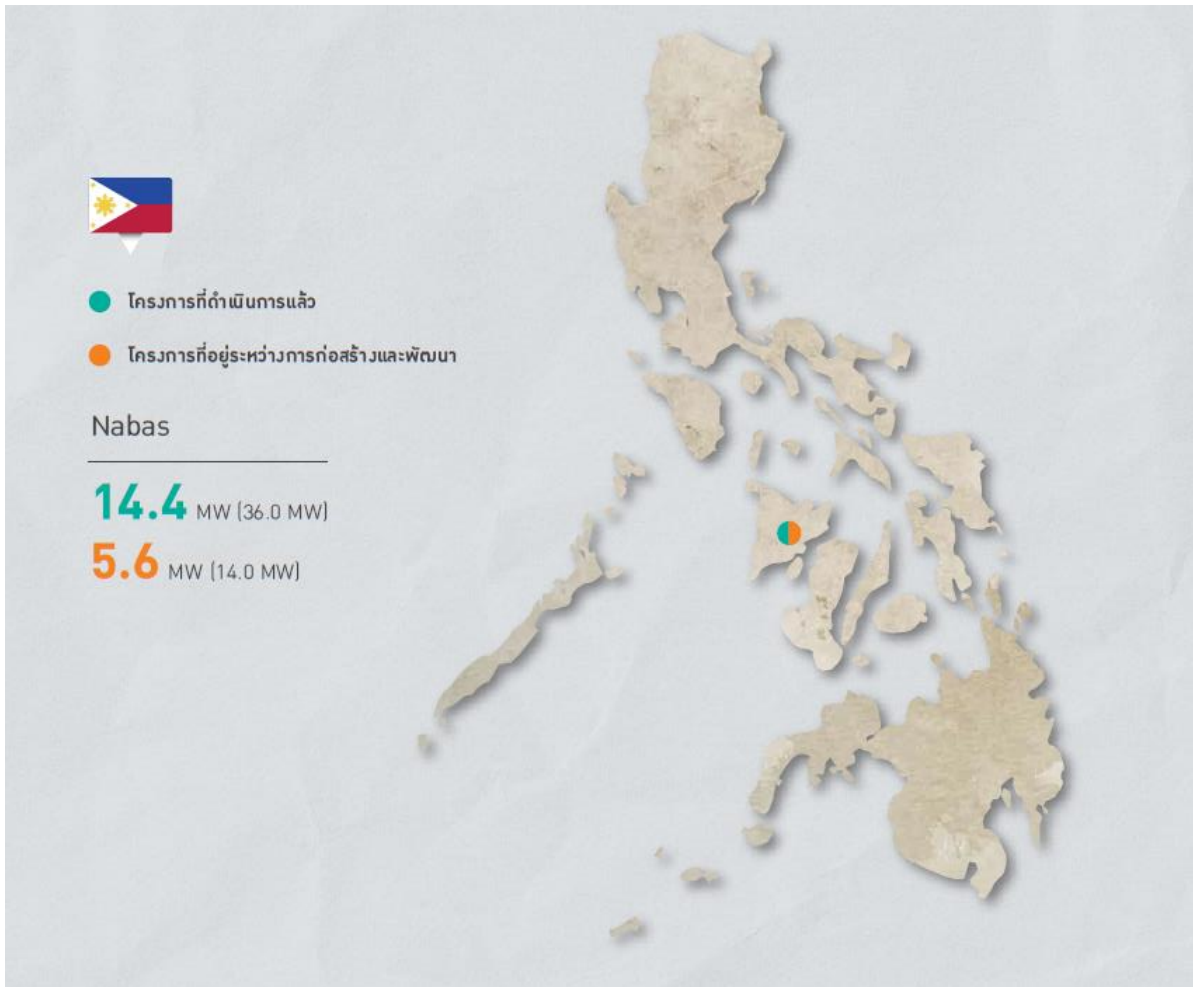 โครงการที่ดำเนินการแล้ว
โครงการที่อยู่ระหว่างการก่อสร้างและพัฒนา
Nabas
14.4 MW (36.0 MW)
5.6 MW (14.0 MW)